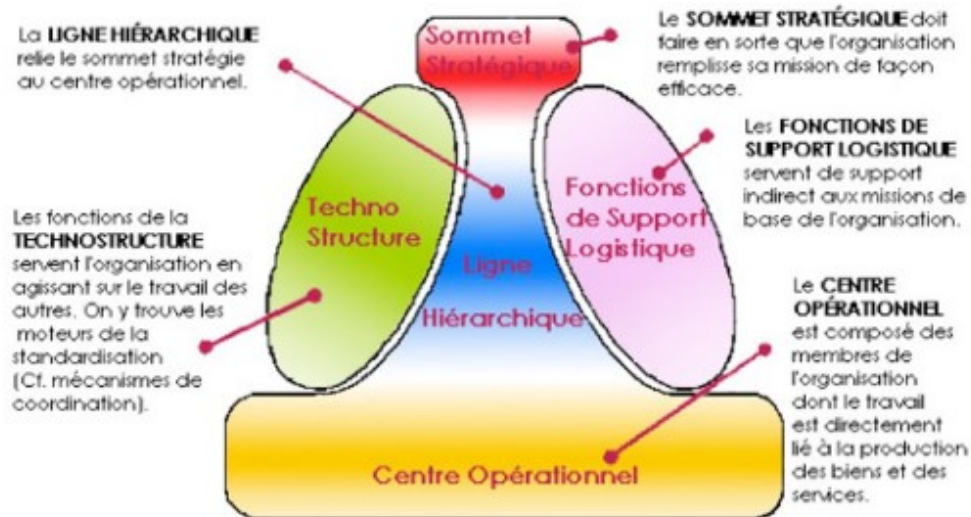 La LIGNE HIÉRARCHIQUE
relie le sommet stratégie
au centre opérationnel.
Sommet
Stratégique
Le SOMMET STRATÉGIQUE doit
faire en sorte que l'organisation
remplisse sa mission de façon
efficace.
Les FONCTIONS DE
SUPPORT LOGISTIQUE
servent de support
indirect aux missions de
base de l'organisation.
Techno
Structure
Fonctions
de Support
Logistique
Ligne
Hiérarchique
Les fonctions de la
TECHNOSTRUCTURE
servent l'organisation en
agissant sur le travail des
autres. On y trouve les
moteurs de la
standardisation
(Cf. mécanismes de
coordination).
Le CENTRE
OPÉRATIONNEL
est composé des
membres de
l'organisation
dont le travail
est directement
lié à la production
des biens et des
services.
Centre Opérationnel